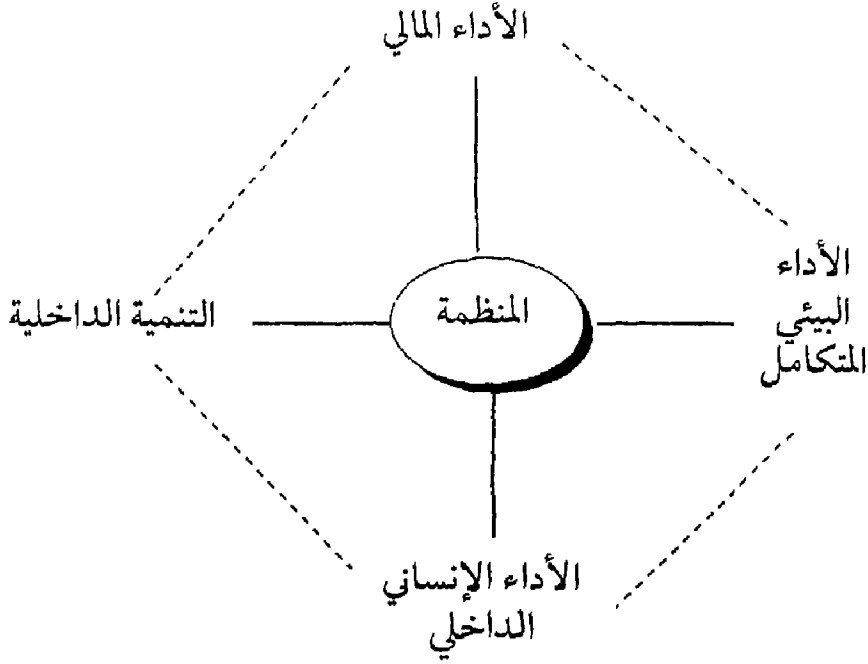 الأداء المالي
الأداء
البيئي
المتكامل
المنظمة
التنمية الداخلية
الأداء الإنساني
الداخلي